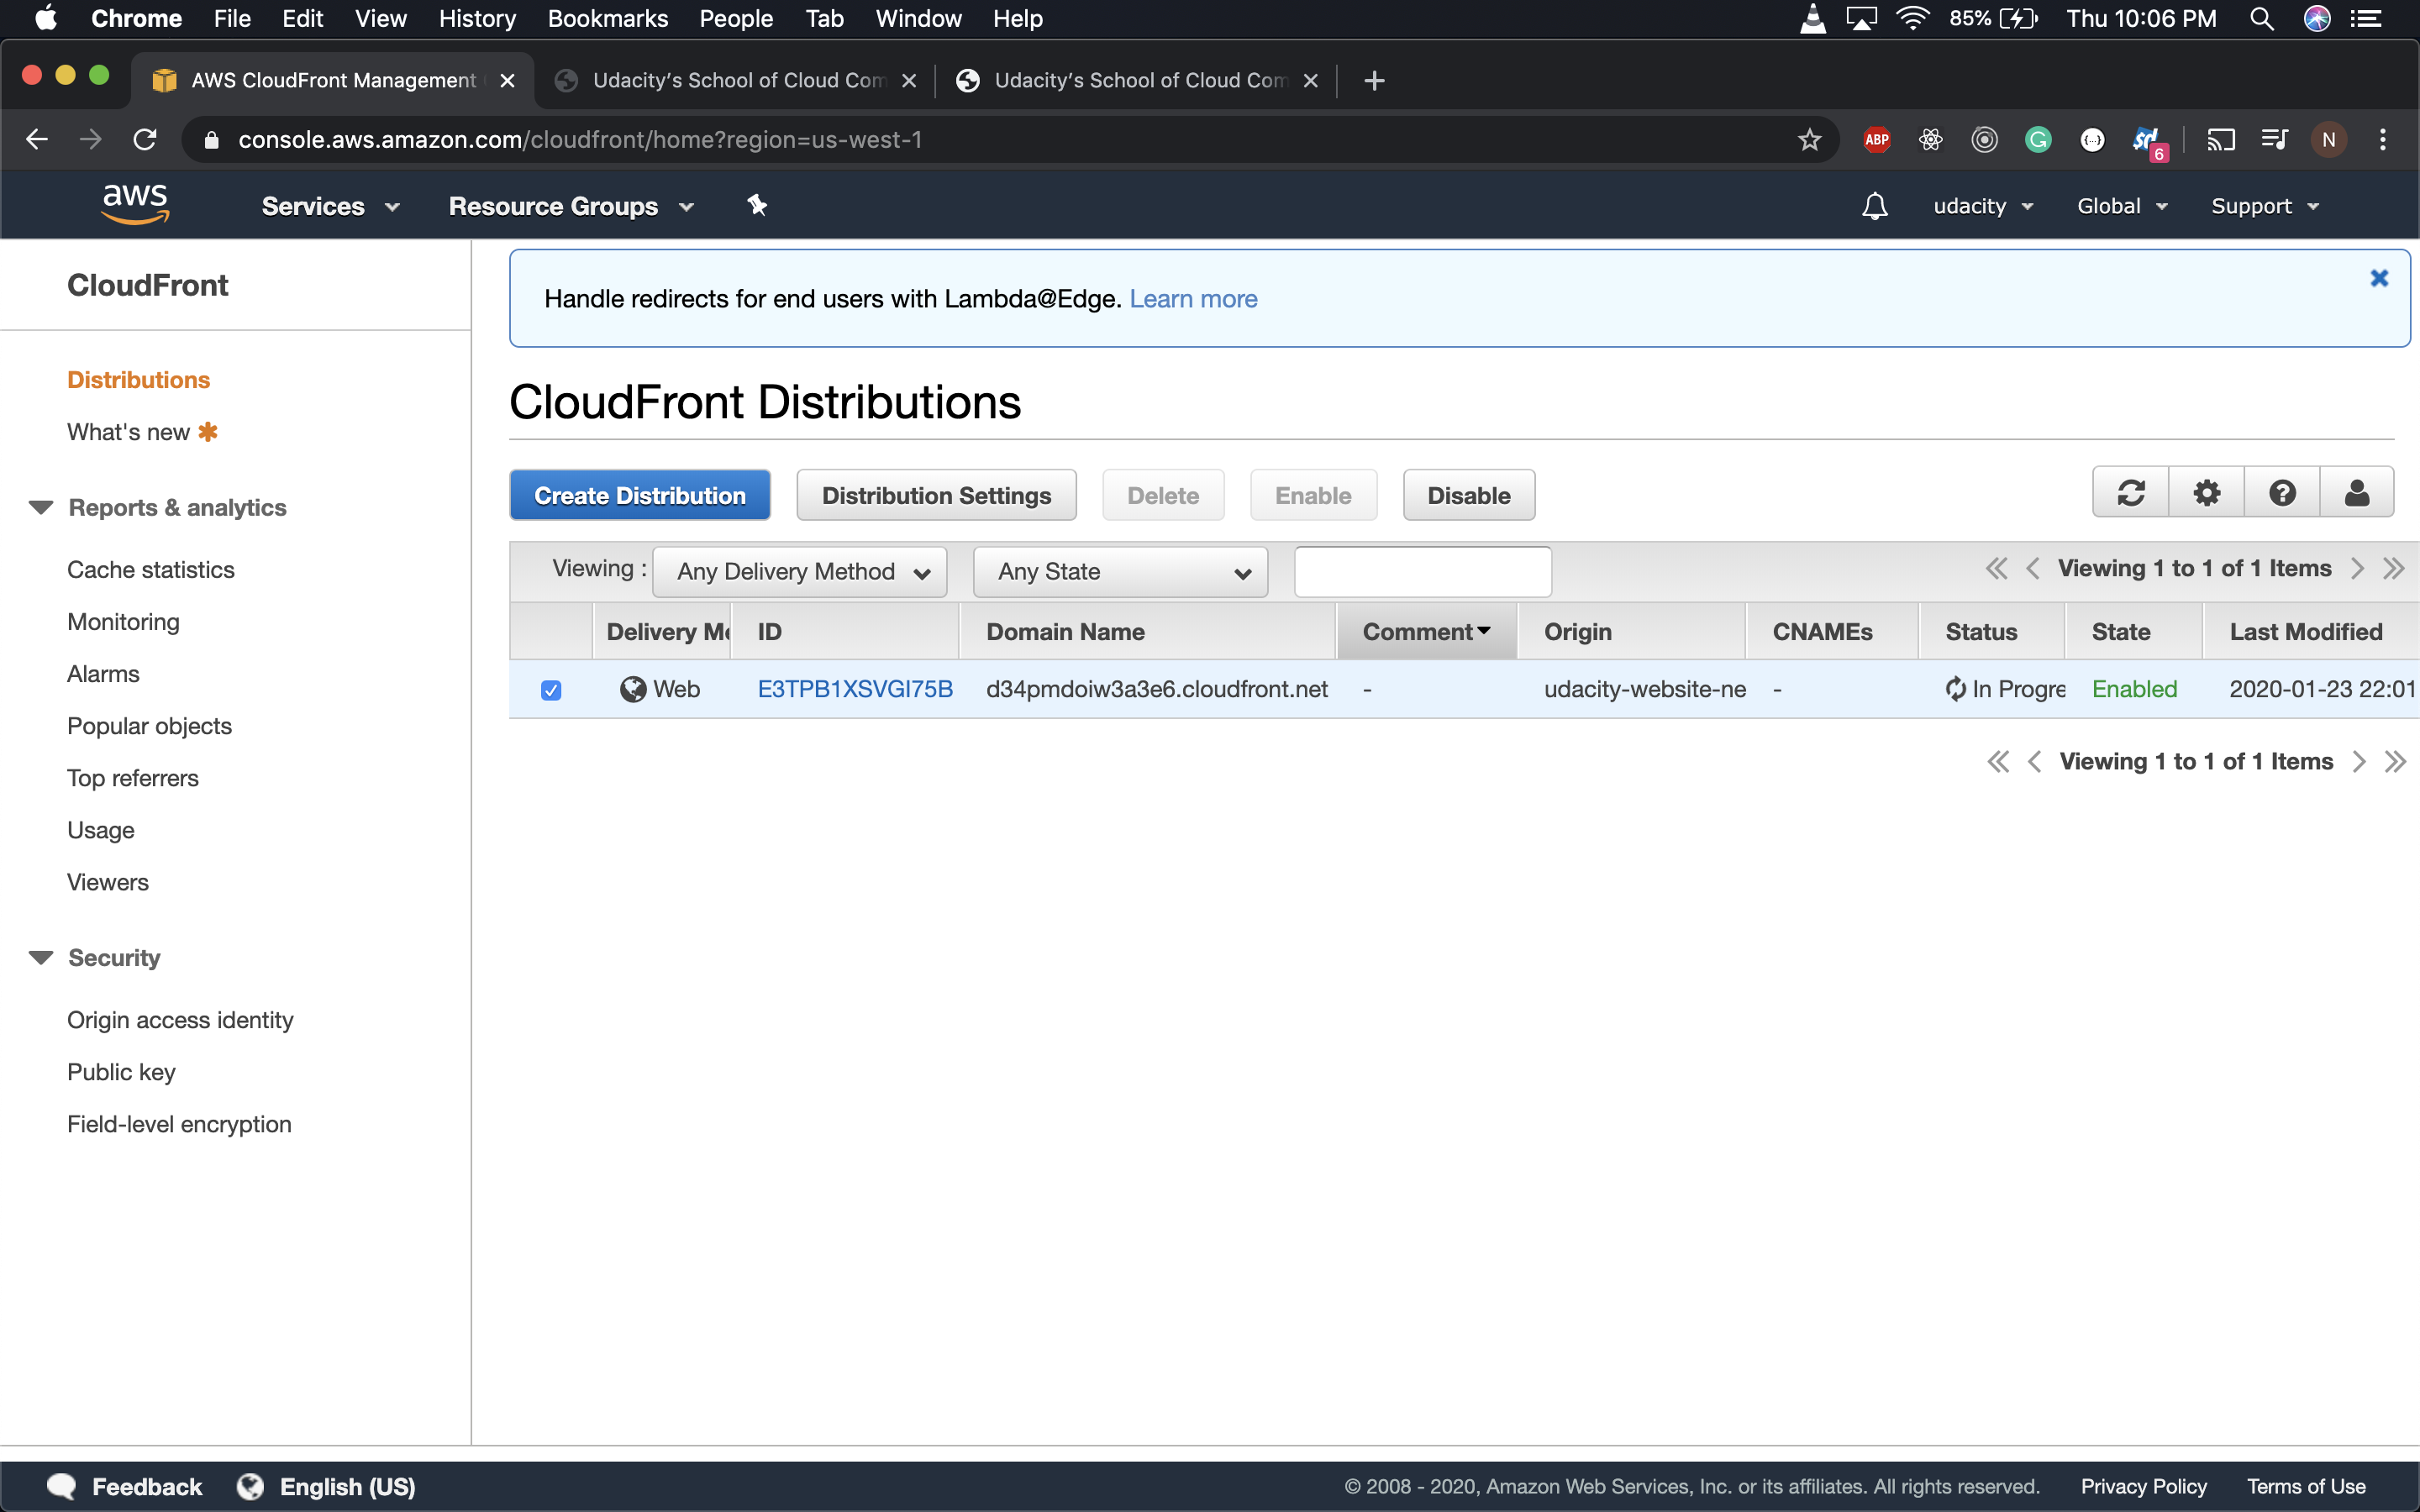 Chrome File Edit View History Bookmarks People Tab Window Help 85% Thu 10:06 PM
AWS CloudFront Management Udacity's School of Cloud Com Udacity's School of Cloud Com
console.aws.amazon.com/cloudfront/home?region=us-west-1 ABP G 6 N
aws Services Resource Groups udacity Global Support
CloudFront
Distributions
What's new
Reports & analytics
Cache statistics
Monitoring
Alarms
Popular objects
Top referrers
Usage
Viewers
Security
Origin access identity
Public key
Field-level encryption
Handle redirects for end users with Lambda@Edge. Learn more
CloudFront Distributions
Create Distribution Distribution Settings Delete Enable Disable
Viewing : Any Delivery Method Any State Viewing 1 to 1 of 1 Items
Delivery Me ID Domain Name Comment Origin CNAMEs Status State Last Modified
Web E3TPB1XSVGI75B d34pmdoiw3a3e6.cloudfront.net - udacity-website-ne - In Progre Enabled 2020-01-23 22:01
Viewing 1 to 1 of 1 Items
Feedback English (US) © 2008 - 2020, Amazon Web Services, Inc. or its affiliates. All rights reserved. Privacy Policy Terms of Use